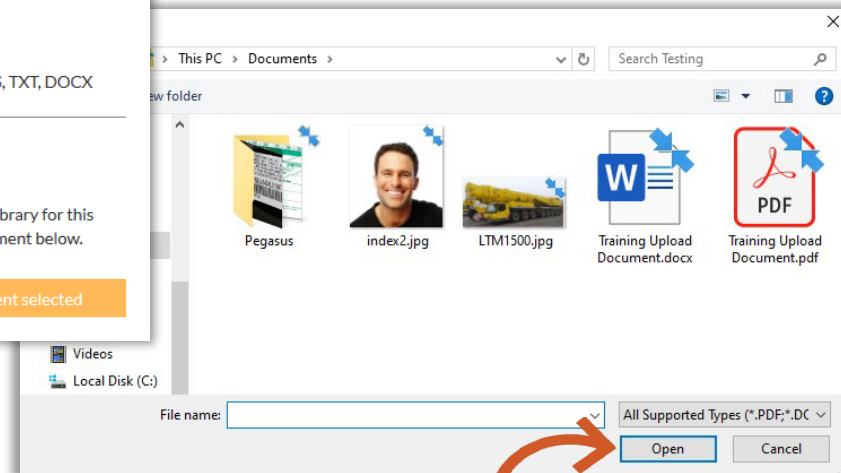 , TXT, DOCX
This PC > Documents >
Search Testing
ew folder
brary for this
ment below.
ent selected
Pegasus
index2.jpg
LTM1500.jpg
W
Training Upload
Document.docx
PDF
Training Upload
Document.pdf
Videos
Local Disk (C:)
File name:
All Supported Types (*.PDF;*.DC
Open
Cancel